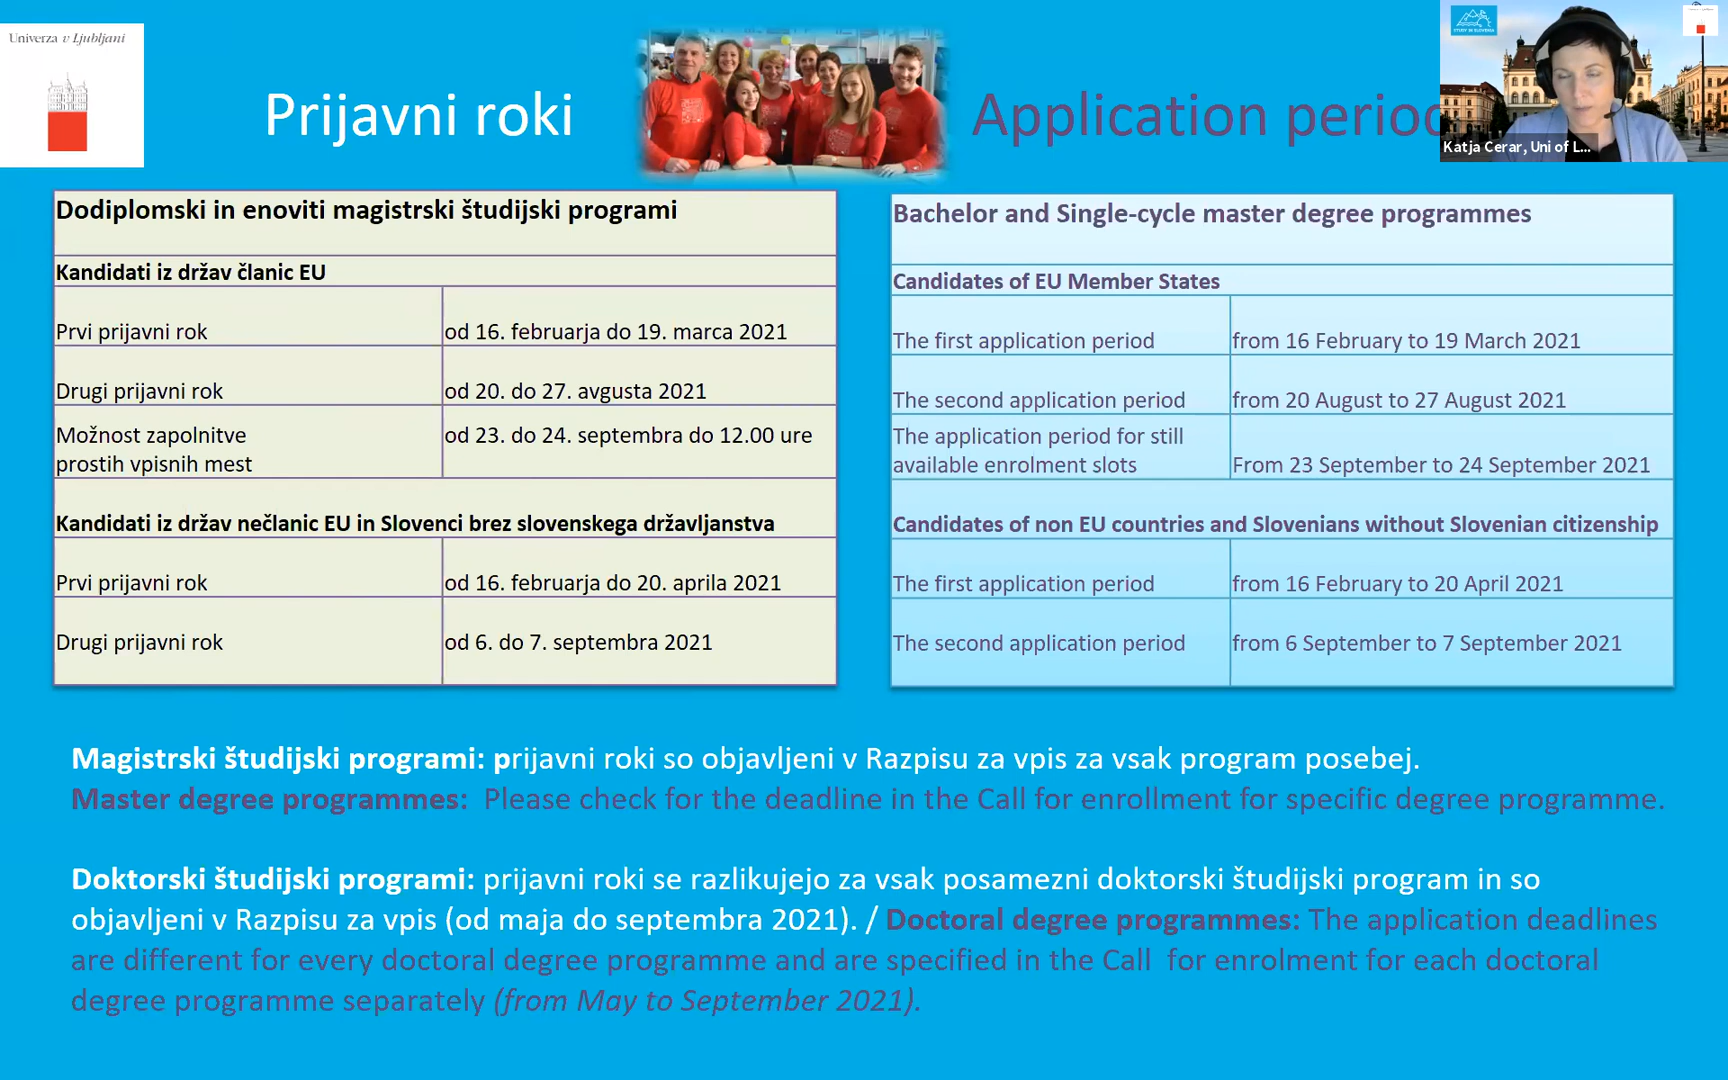 Univerza v Ljubljani
Prijavni roki
Application perio
STUDY IN SLOVENIA
Katja Cerar, Uni of L...
Dodiplomski in enoviti magistrski študijski programi
Kandidati iz držav članic EU
Prvi prijavni rok od 16. februarja do 19. marca 2021
Drugi prijavni rok od 20. do 27. avgusta 2021
Možnost zapolnitve od 23. do 24. septembra do 12.00 ure
prostih vpisnih mest
Kandidati iz držav nečlanic EU in Slovenci brez slovenskega državljanstva
Prvi prijavni rok od 16. februarja do 20. aprila 2021
Drugi prijavni rok od 6. do 7. septembra 2021
Bachelor and Single-cycle master degree programmes
Candidates of EU Member States
The first application period from 16 February to 19 March 2021
The second application period from 20 August to 27 August 2021
The application period for still
available enrolment slots From 23 September to 24 September 2021
Candidates of non EU countries and Slovenians without Slovenian citizenship
The first application period from 16 February to 20 April 2021
The second application period from 6 September to 7 September 2021
Magistrski študijski programi: prijavni roki so objavljeni v Razpisu za vpis za vsak program posebej.
Master degree programmes: Please check for the deadline in the Call for enrollment for specific degree programme.
Doktorski študijski programi: prijavni roki se razlikujejo za vsak posamezni doktorski študijski program in so
objavljeni v Razpisu za vpis (od maja do septembra 2021). / Doctoral degree programmes: The application deadlines
are different for every doctoral degree programme and are specified in the Call for enrolment for each doctoral
degree programme separately (from May to September 2021).